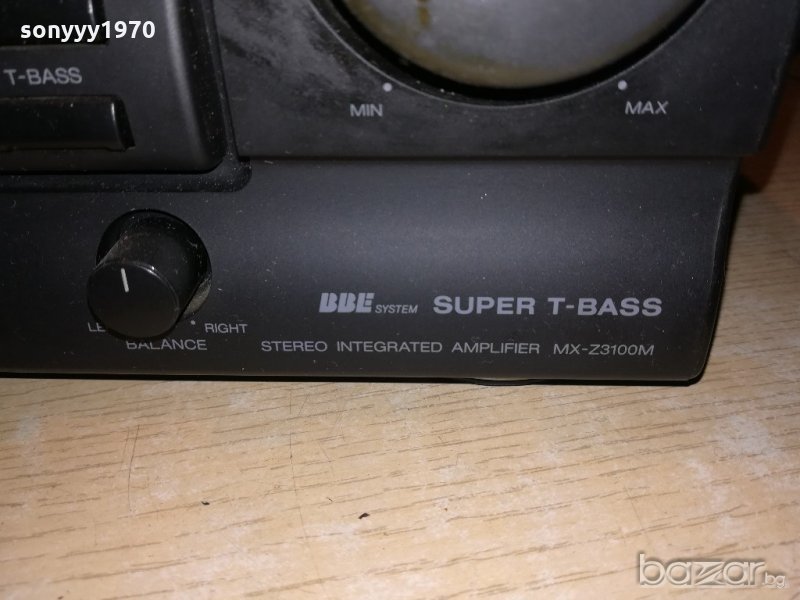 sonyyy1970
T-BASS
MIN
MAX
BBE SYSTEM SUPER T-BASS
RIGHT
BALANCE
STEREO INTEGRATED AMPLIFIER MX-Z3100M
bazar.bg